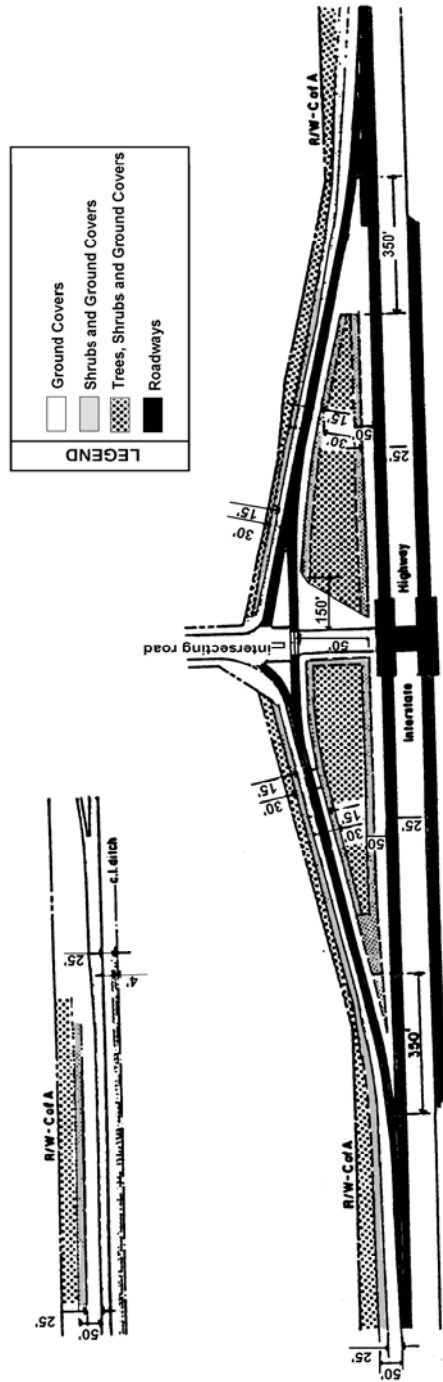 LEGEND
Ground Covers
Shrubs and Ground Covers
Trees, Shrubs and Ground Covers
Roadways
R/W-C of A
25'
50'
25'
4'
c.l. ditch
R/W-C of A
R/W-C of A
intersecting road
15'
30'
15'
30'
15'
30'
15'
30'
50'
50'
50'
150'
350'
350'
25'
25'
25'
50'
Interstate
Highway